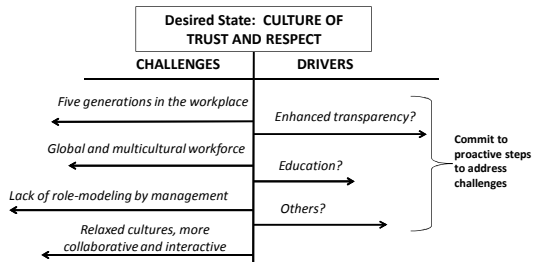 Desired State: CULTURE OF
TRUST AND RESPECT
CHALLENGES
DRIVERS
Five generations in the workplace
Enhanced transparency?
Global and multicultural workforce
Education?
Lack of role-modeling by management
Others?
Relaxed cultures, more
collaborative and interactive
Commit to
proactive steps
to address
challenges